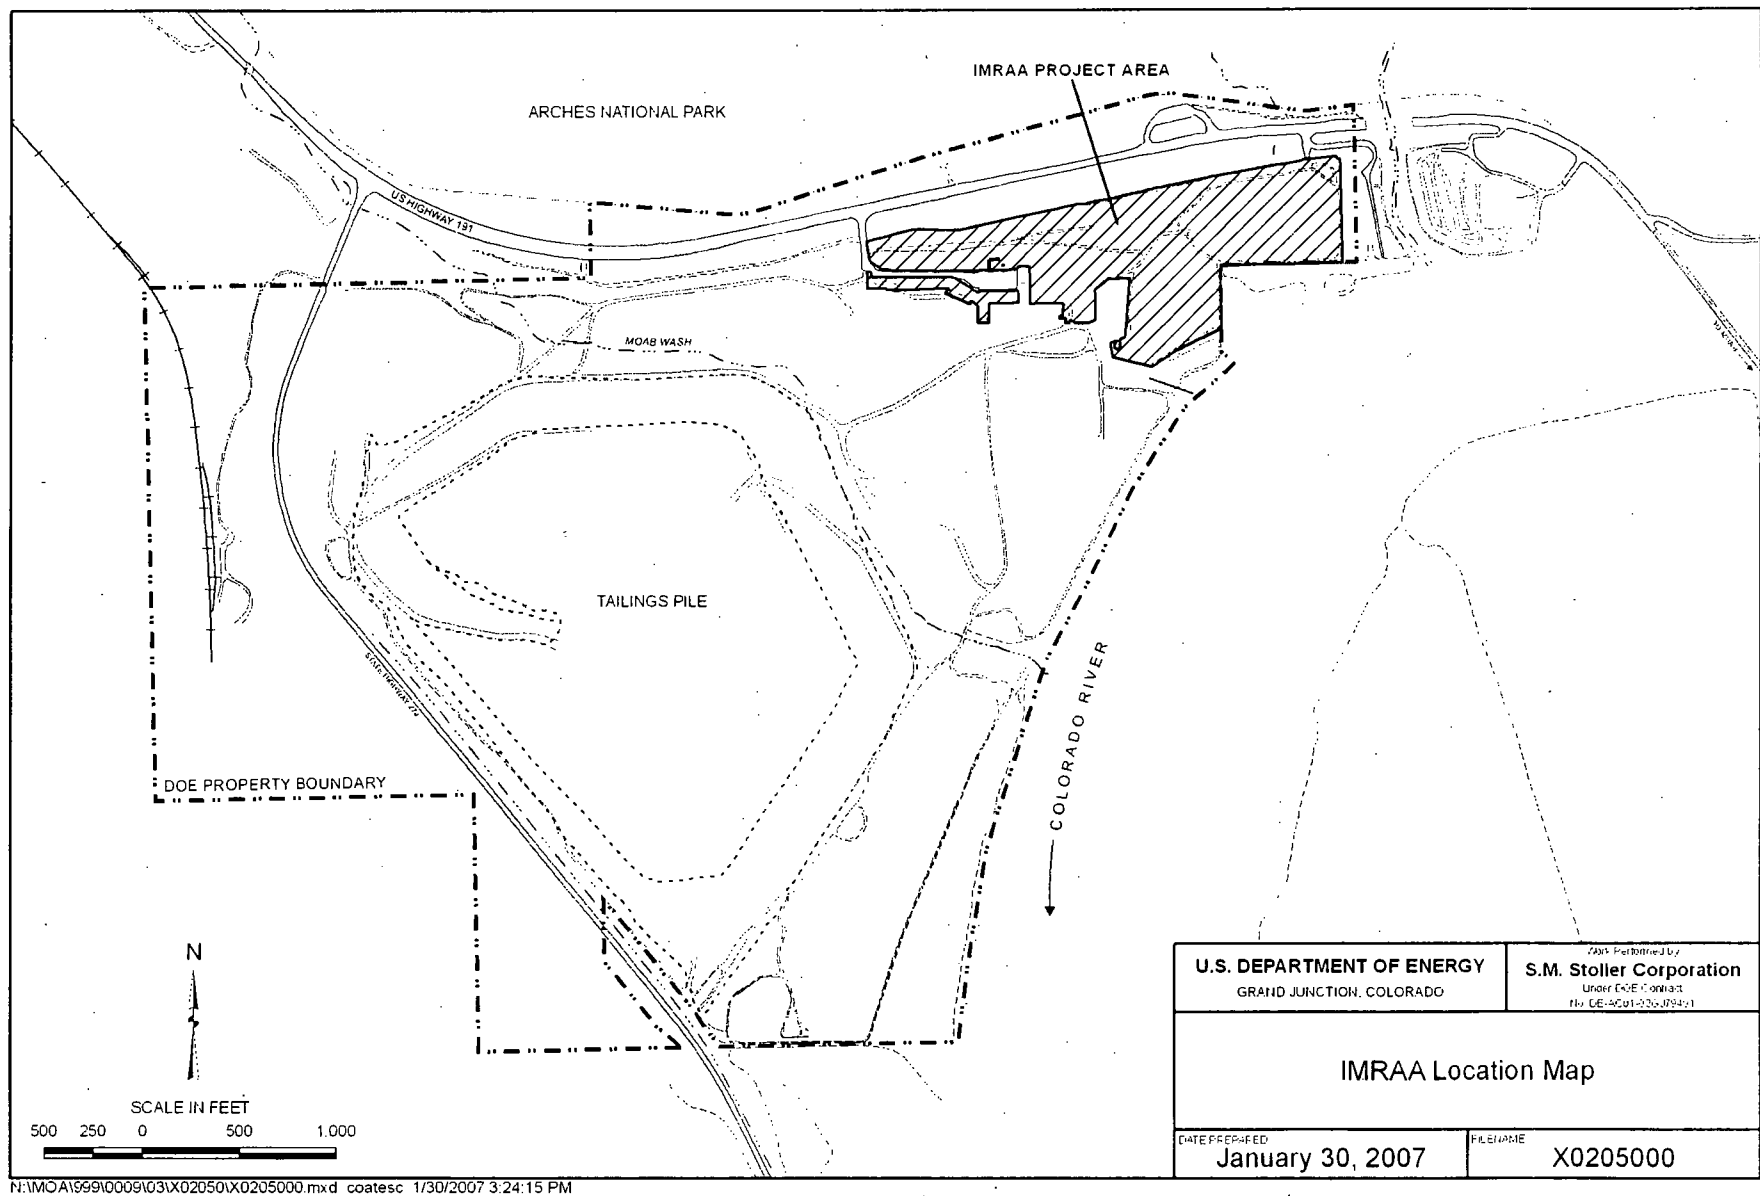 IMRAA PROJECT AREA
ARCHES NATIONAL PARK
US HIGHWAY 191
MOAB WASH
TAILINGS PILE
STATE HIGHWAY 279
COLORADO RIVER
DOE PROPERTY BOUNDARY
N
SCALE IN FEET
500 250 0 500 1,000
U.S. DEPARTMENT OF ENERGY
GRAND JUNCTION, COLORADO
Work Performed by
S.M. Stoller Corporation
Under DOE Contract
IMRAA Location Map
DATE PREPARED
January 30, 2007
FILENAME
X0205000
N:\MOA\999\0009\03\X02050\X0205000.mxd coatesc 1/30/2007 3:24:15 PM